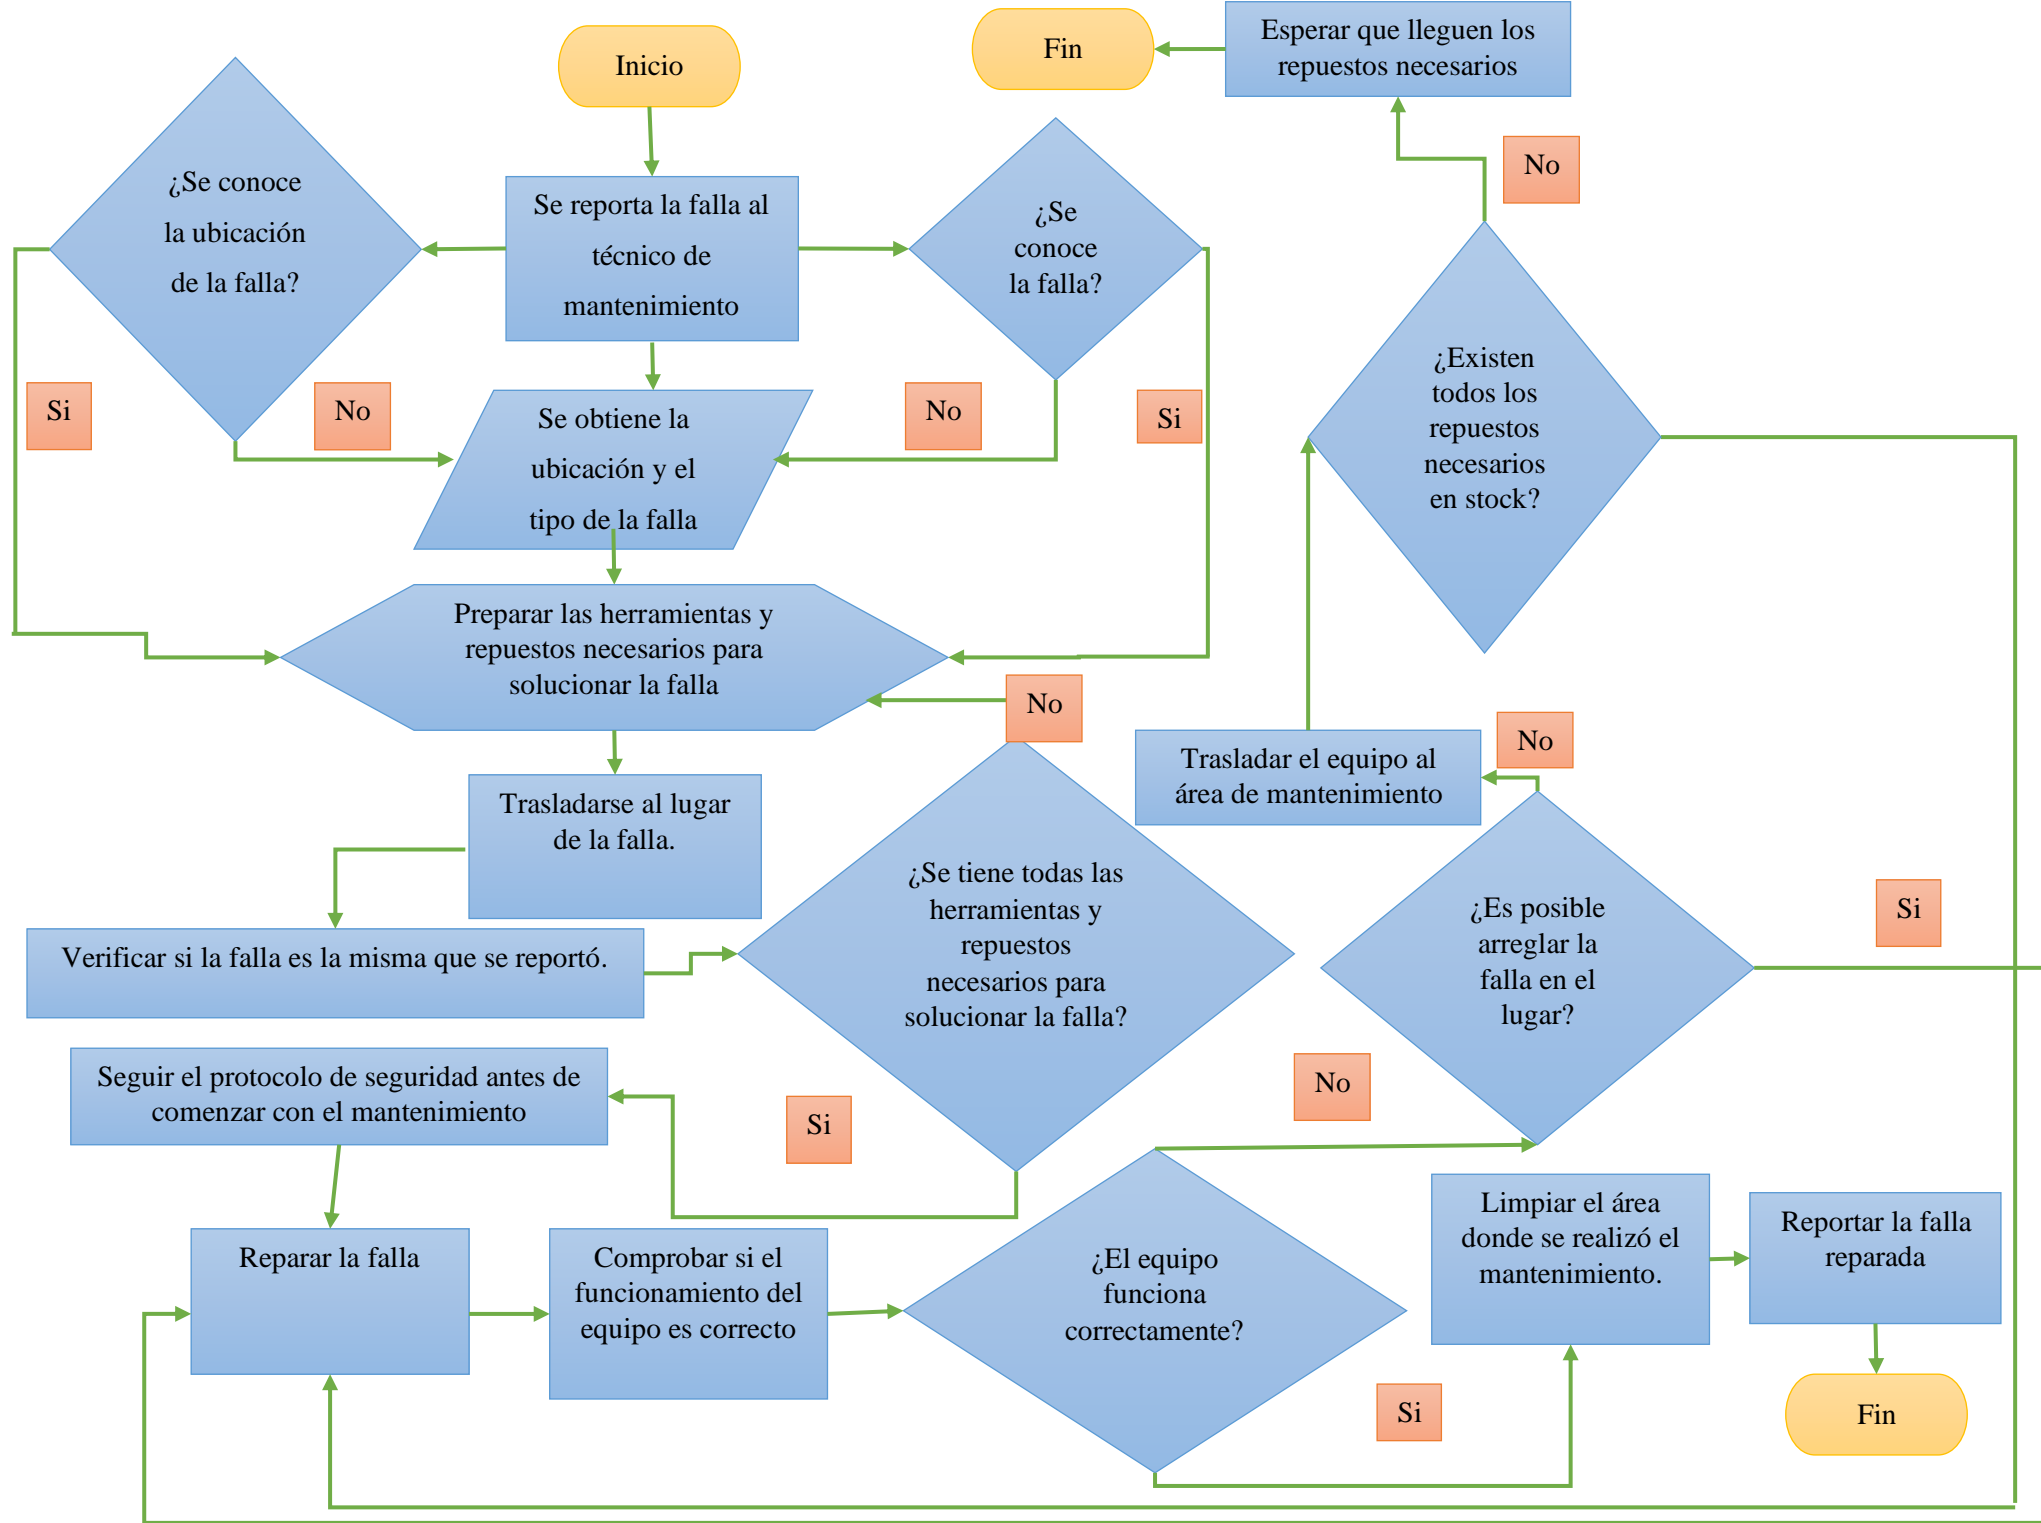 Inicio
Fin
Esperar que lleguen los
repuestos necesarios
No
¿Se conoce
la ubicación
de la falla?
Se reporta la falla al
técnico de
mantenimiento
¿Se
conoce
la falla?
¿Existen
todos los
repuestos
necesarios
en stock?
Si
No
Se obtiene la
ubicación y el
tipo de la falla
No
Si
Preparar las herramientas y
repuestos necesarios para
solucionar la falla
No
Trasladar el equipo al
área de mantenimiento
No
Trasladarse al lugar
de la falla.
¿Se tiene todas las
herramientas y
repuestos
necesarios para
solucionar la falla?
¿Es posible
arreglar la
falla en el
lugar?
Si
Verificar si la falla es la misma que se reportó.
Seguir el protocolo de seguridad antes de
comenzar con el mantenimiento
Si
No
Reparar la falla
Comprobar si el
funcionamiento del
equipo es correcto
¿El equipo
funciona
correctamente?
Limpiar el área
donde se realizó el
mantenimiento.
Reportar la falla
reparada
Si
Fin